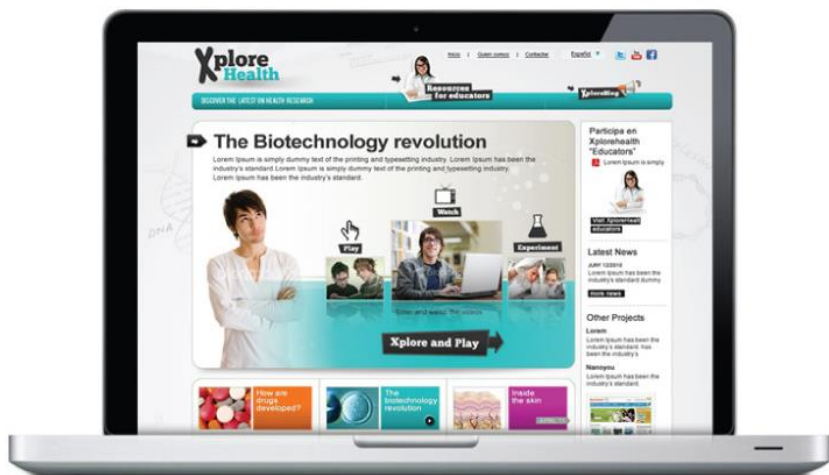 Xplore
Health
Inicio | Quien somos | Contactar
Español
Resources
for educators
XploreBlog
DISCOVER THE LATEST ON HEALTH RESEARCH
The Biotechnology revolution
Lorem Ipsum is simply dummy text of the printing and typesetting industry. Lorem Ipsum has been the
industry's standard.Lorem Ipsum is simply dummy text of the printing and typesetting industry.
Lorem Ipsum has been the industry's standard.
Watch
Play
Experiment
Xplore and Play
How are
drugs
developed?
The
biotechnology
revolution
Inside
the skin
Participa en
Xplorehealth
"Educators"
Lorem Ipsum is simply
educators
Latest News
Lorem Ipsum has been the
industry's standard dummy
more news
Other Projects
Lorem
Lorem Ipsum has been the
industry's standard. has
been the industry's
Nanoyou
Lorem Ipsum has been the
industry's standard.
DNA